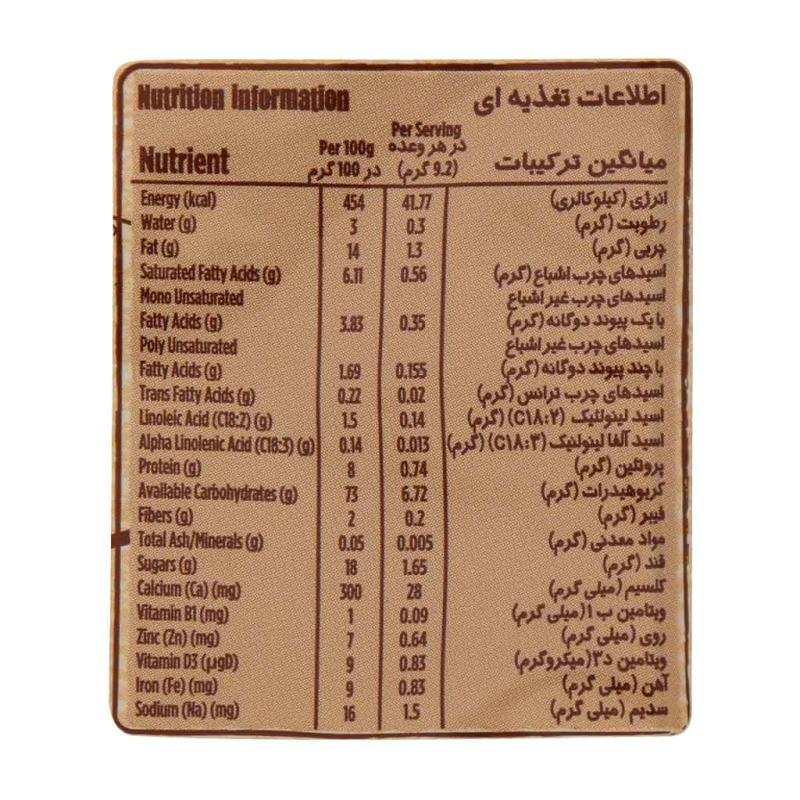 Nutrition Information اطلاعات تغذیه ای
Nutrient Per 100g در 100 گرم Per Serving در هر وعده (9.2 گرم) میانگین ترکیبات
Energy (kcal) 454 41.77 انرژی (کیلوکالری)
Water (g) 3 0.3 رطوبت (گرم)
Fat (g) 14 1.3 چربی (گرم)
Saturated Fatty Acids (g) 6.11 0.56 اسیدهای چرب اشباع (گرم)
Mono Unsaturated اسیدهای چرب غیر اشباع
Fatty Acids (g) 3.83 0.35 با یک پیوند دوگانه (گرم)
Poly Unsaturated اسیدهای چرب غیر اشباع
Fatty Acids (g) 1.69 0.155 با چند پیوند دوگانه (گرم)
Trans Fatty Acids (g) 0.22 0.02 اسیدهای چرب ترانس (گرم)
Linoleic Acid (C18:2) (g) 1.5 0.14 اسید لینولئیک (C۱۸:۲) (گرم)
Alpha Linolenic Acid (C18:3) (g) 0.14 0.013 اسید آلفا لینولنیک (C۱۸:۳) (گرم)
Protein (g) 8 0.74 پروتئین (گرم)
Available Carbohydrates (g) 73 6.72 کربوهیدرات (گرم)
Fibers (g) 2 0.2 فیبر (گرم)
Total Ash/Minerals (g) 0.05 0.005 مواد معدنی (گرم)
Sugars (g) 18 1.65 قند (گرم)
Calcium (Ca) (mg) 300 28 کلسیم (میلی گرم)
Vitamin B1 (mg) 1 0.09 ویتامین ب ۱ (میلی گرم)
Zinc (Zn) (mg) 7 0.64 روی (میلی گرم)
Vitamin D3 (µgD) 9 0.83 ویتامین د۳ (میکروگرم)
Iron (Fe) (mg) 9 0.83 آهن (میلی گرم)
Sodium (Na) (mg) 16 1.5 سدیم (میلی گرم)